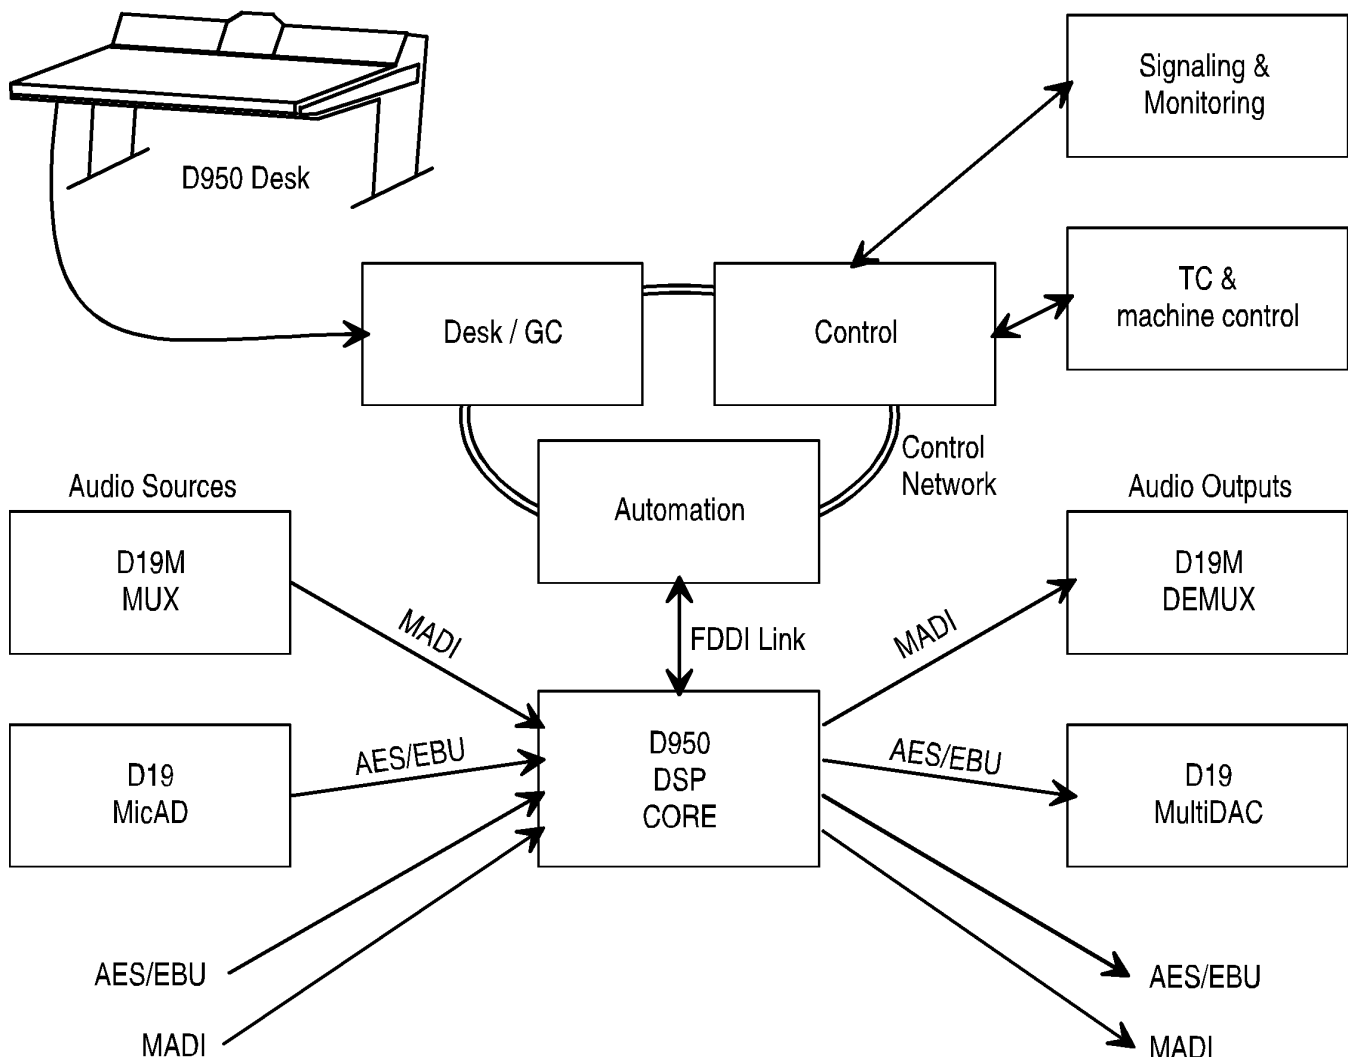 Signaling &
Monitoring
D950 Desk
TC &
machine control
Desk / GC
Control
Control
Network
Automation
Audio Sources
Audio Outputs
D19M
MUX
D19M
DEMUX
MADI
FDDI Link
MADI
D19
MicAD
AES/EBU
D950
DSP
CORE
AES/EBU
D19
MultiDAC
AES/EBU
AES/EBU
MADI
MADI